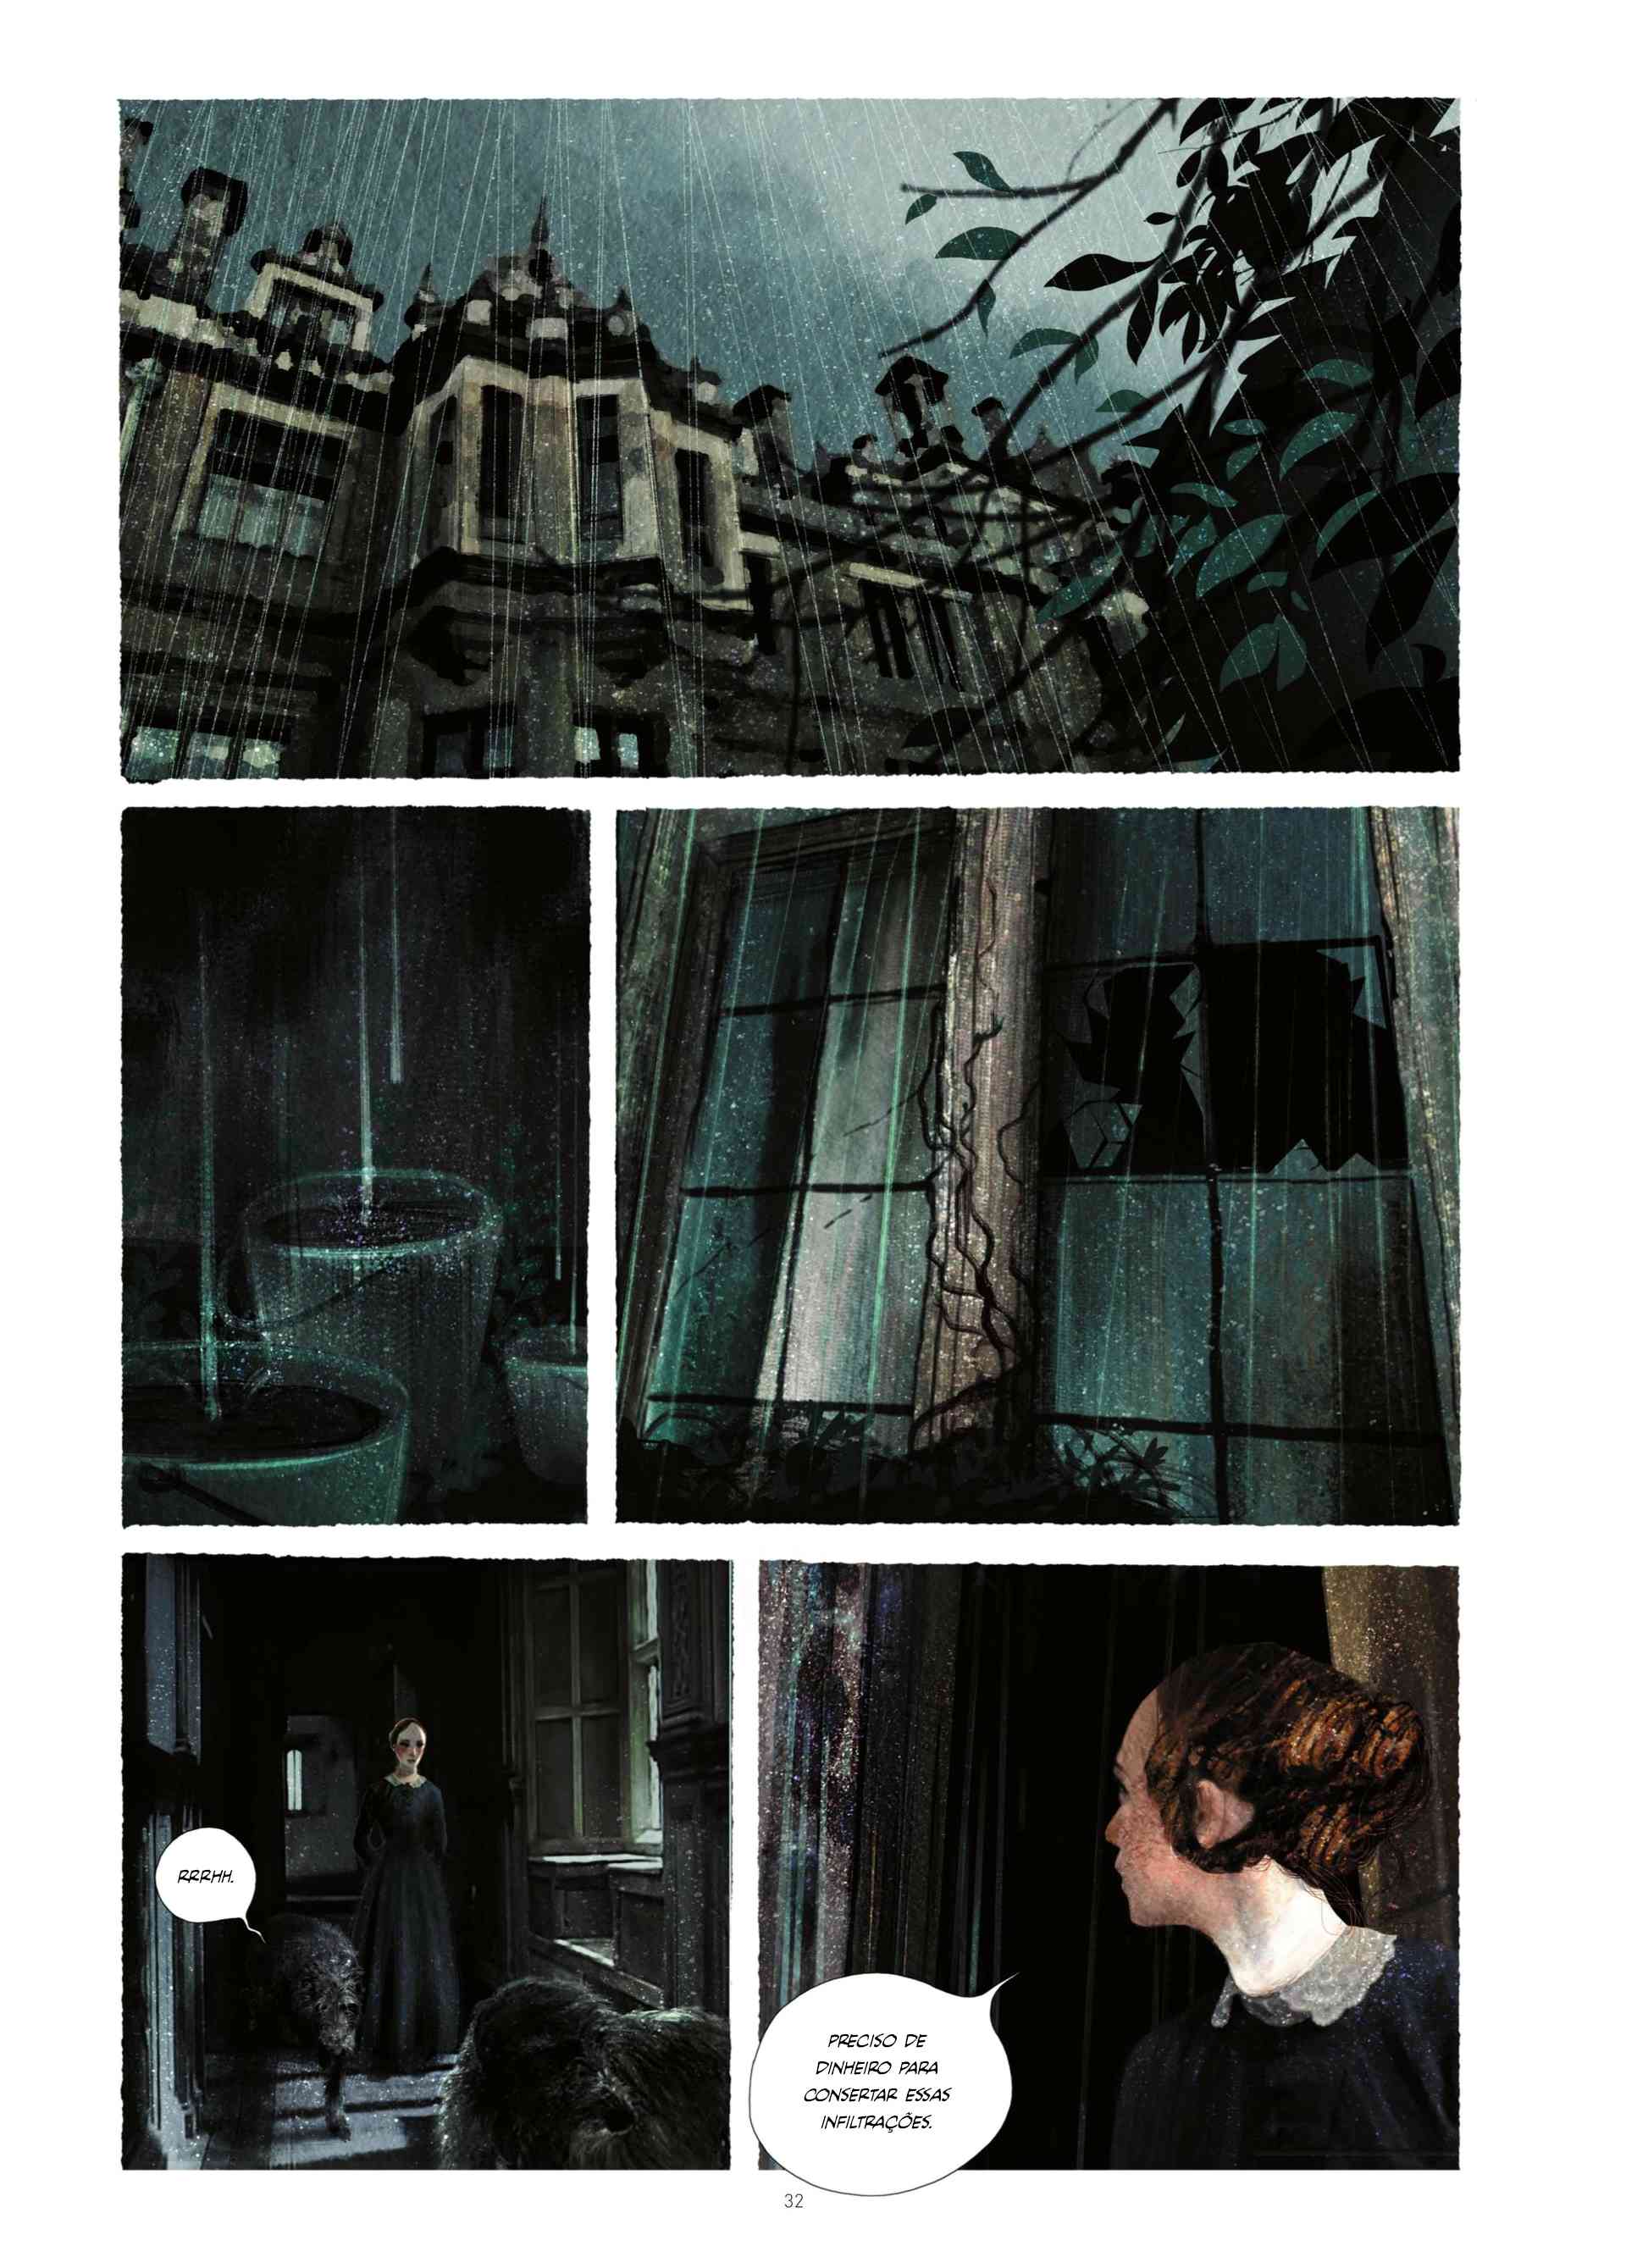 RRRHH.
PRECISO DE
DINHEIRO PARA
CONSERTAR ESSAS
INFILTRAÇÕES.
32